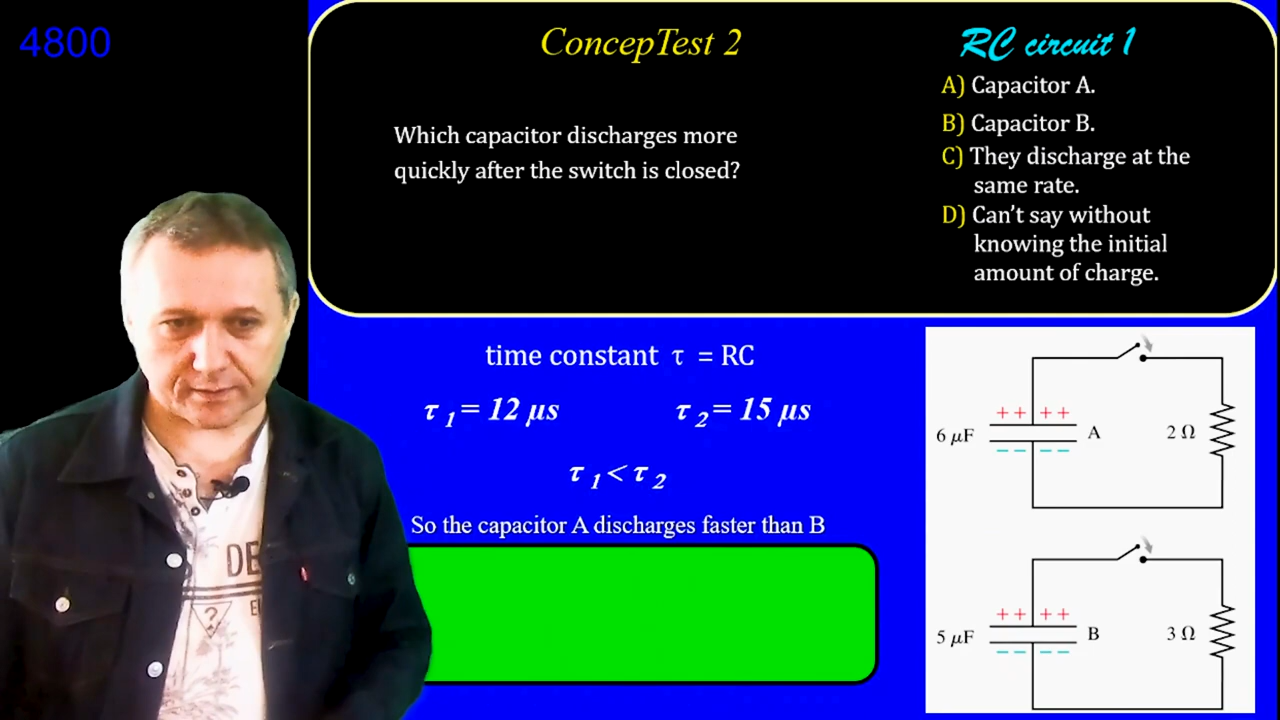 4800
ConcepTest 2
RC circuit 1
Which capacitor discharges more
quickly after the switch is closed?
A) Capacitor A.
B) Capacitor B.
C) They discharge at the
same rate.
D) Can't say without
knowing the initial
amount of charge.
time constant τ = RC
τ 1 = 12 μs
τ 2 = 15 μs
τ 1 < τ 2
So the capacitor A discharges faster than B
+ + + +
6 μF
A
2 Ω
− − − −
+ + + +
5 μF
B
3 Ω
− − − −
DE
?